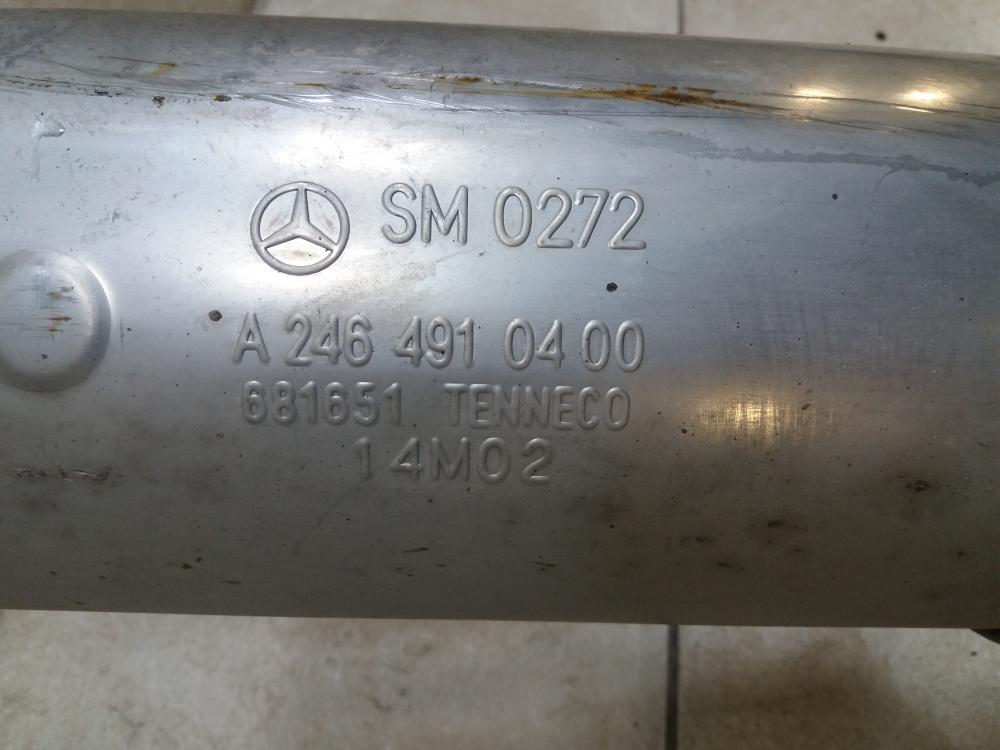 SM 0272
A 246 491 04 00
681651 TENNECO
14M02